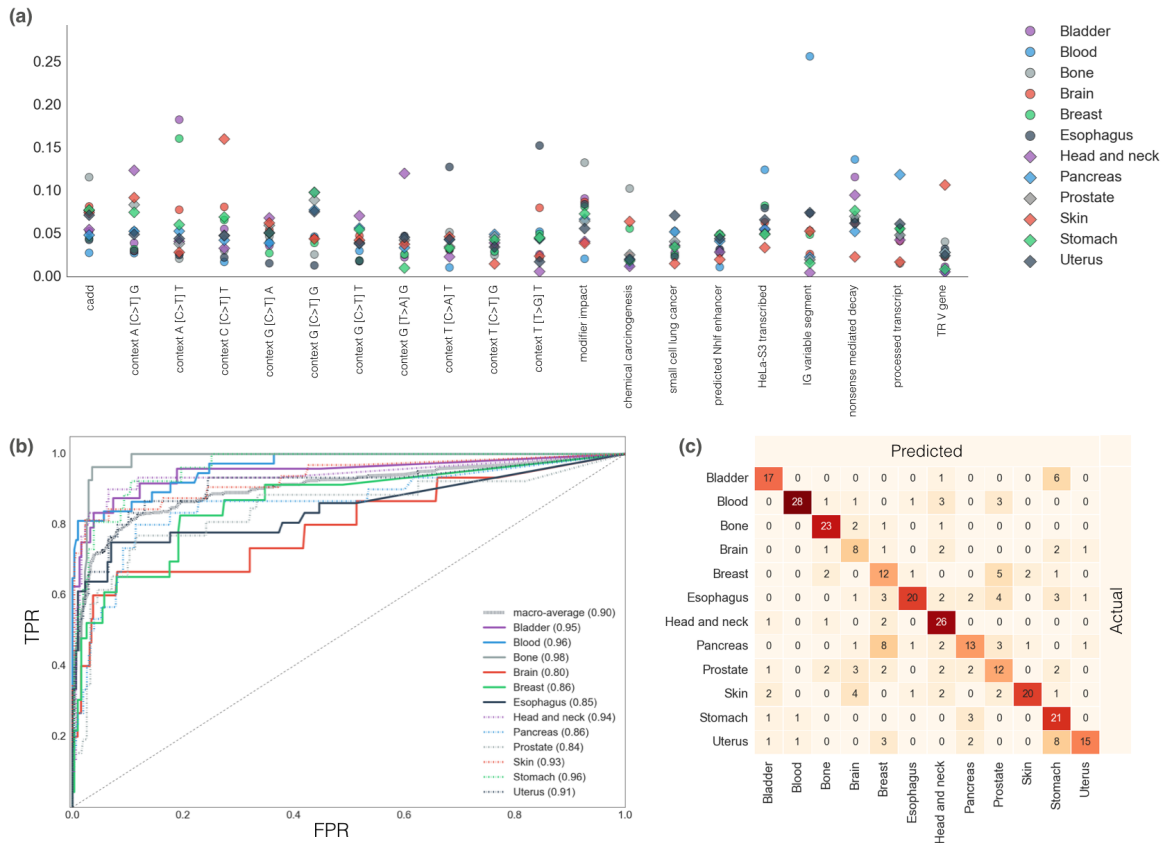 (a)
0.25
0.20
0.15
0.10
0.05
0.00
cadd
context A [C>T] G
context A [C>T] T
context C [C>T] T
context G [C>T] A
context G [C>T] G
context G [C>T] T
context G [T>A] G
context T [C>A] T
context T [C>T] G
context T [T>G] T
modifier impact
chemical carcinogenesis
small cell lung cancer
predicted Nhlf enhancer
HeLa-S3 transcribed
IG variable segment
nonsense mediated decay
processed transcript
TR V gene
Bladder
Blood
Bone
Brain
Breast
Esophagus
Head and neck
Pancreas
Prostate
Skin
Stomach
Uterus
(b)
TPR
1.0
0.8
0.6
0.4
0.2
0.0
0.2
0.4
0.6
0.8
1.0
FPR
macro-average (0.90)
Bladder (0.95)
Blood (0.96)
Bone (0.98)
Brain (0.80)
Breast (0.86)
Esophagus (0.85)
Head and neck (0.94)
Pancreas (0.86)
Prostate (0.84)
Skin (0.93)
Stomach (0.96)
Uterus (0.91)
(c)
Predicted
Actual
Bladder 17 0 0 0 0 0 1 0 0 0 6 0
Blood 0 28 1 1 1 0 3 0 3 0 0 0
Bone 0 0 23 2 1 0 1 0 0 0 0 0
Brain 0 0 1 8 1 0 2 0 0 0 2 1
Breast 0 0 2 0 12 1 0 0 5 2 1 0
Esophagus 0 0 0 1 3 20 2 2 4 0 3 1
Head and neck 1 0 1 0 2 0 26 0 0 0 0 0
Pancreas 0 0 0 0 8 1 2 13 3 1 0 1
Prostate 1 0 2 3 2 0 2 2 12 0 2 0
Skin 2 0 0 4 0 1 2 0 2 20 1 0
Stomach 1 1 0 0 0 0 0 3 0 0 21 0
Uterus 1 1 0 0 3 0 0 2 0 0 8 15
Bladder
Blood
Bone
Brain
Breast
Esophagus
Head and neck
Pancreas
Prostate
Skin
Stomach
Uterus